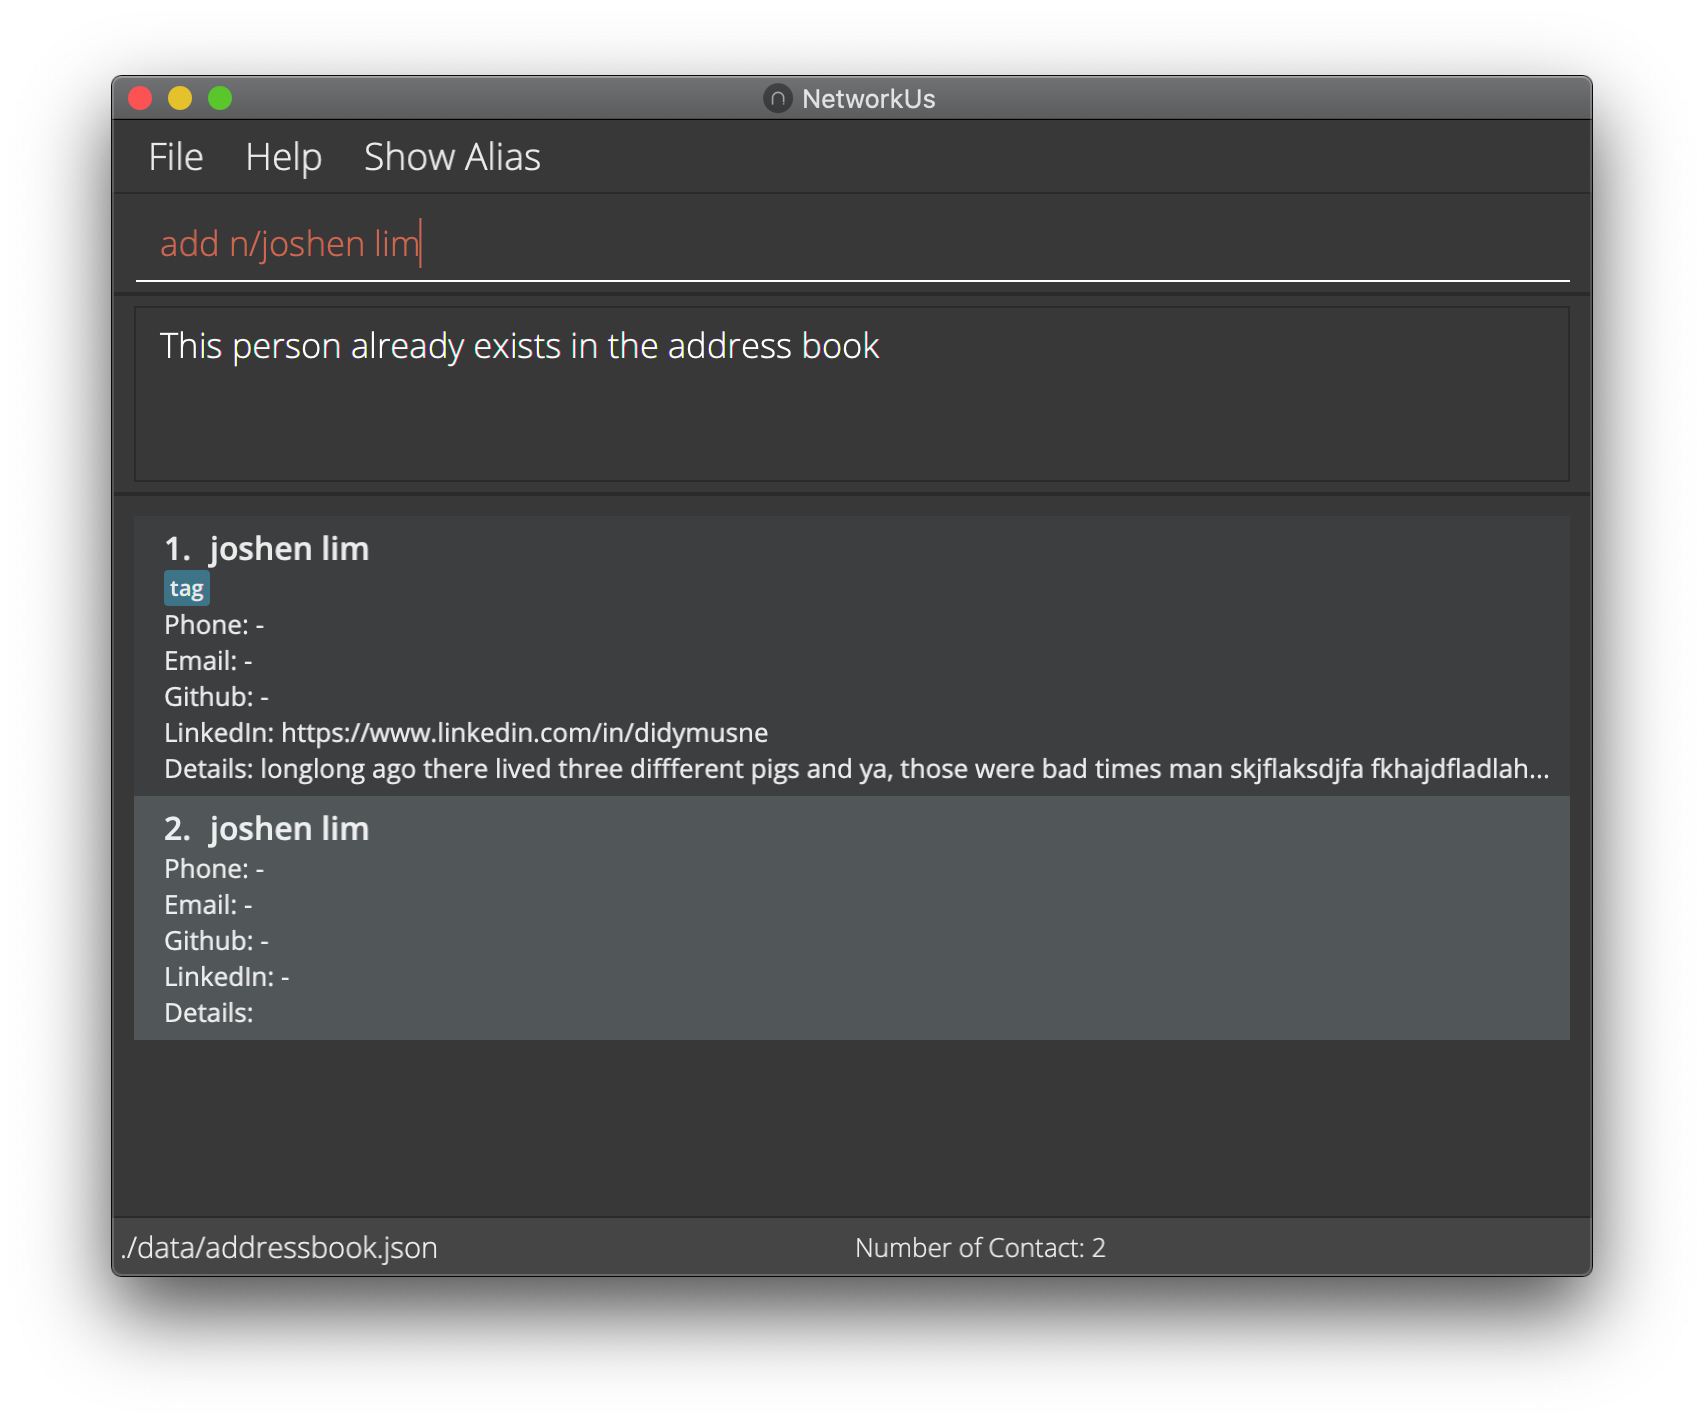 NetworkUs
File Help Show Alias
add n/joshen lim
This person already exists in the address book
1. joshen lim
tag
Phone: -
Email: -
Github: -
LinkedIn: https://www.linkedin.com/in/didymusne
Details: longlong ago there lived three diffferent pigs and ya, those were bad times man skjflaksdjfa fkhajdfladlah...
2. joshen lim
Phone: -
Email: -
Github: -
LinkedIn: -
Details:
./data/addressbook.json Number of Contact: 2